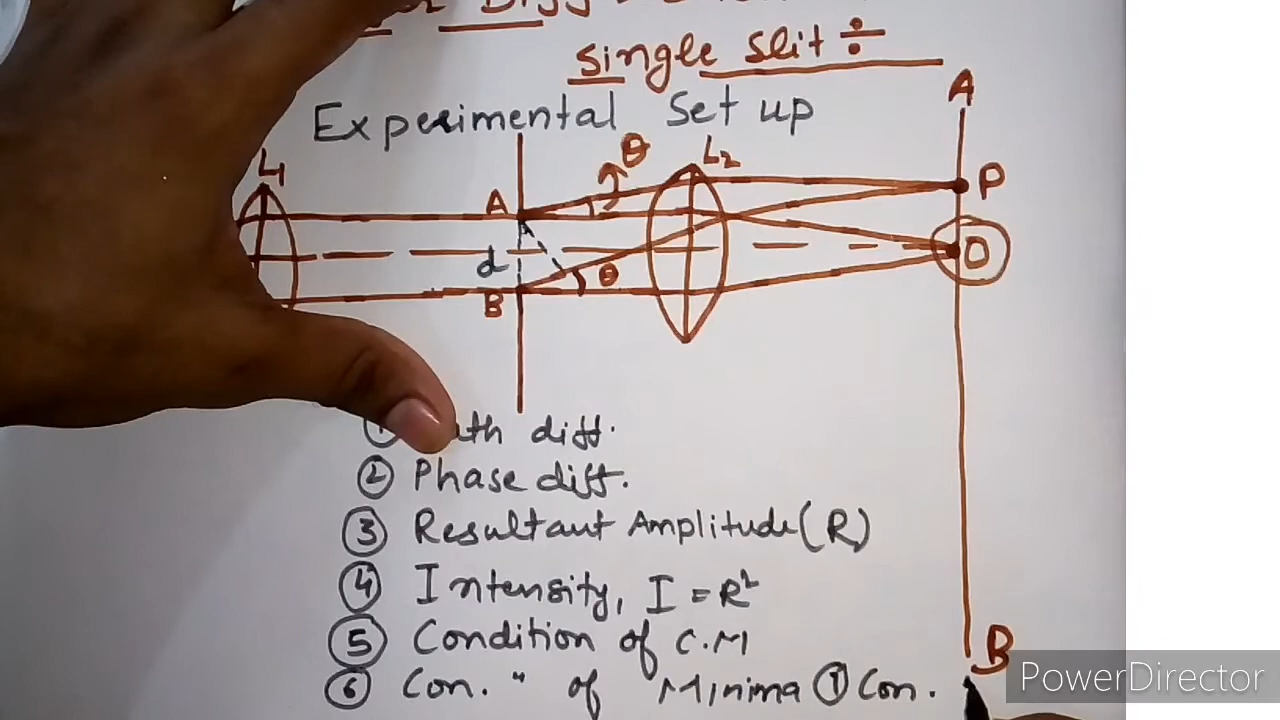 single slit ÷
A
Experimental Set up
L1
θ
L2
A
P
d
θ
O
B
ath diff.
② Phase diff.
③ Resultant Amplitude (R)
④ Intensity, I = R²
⑤ Condition of C.M
B
⑥ Con. " of Minima ⑦ Con.
PowerDirector